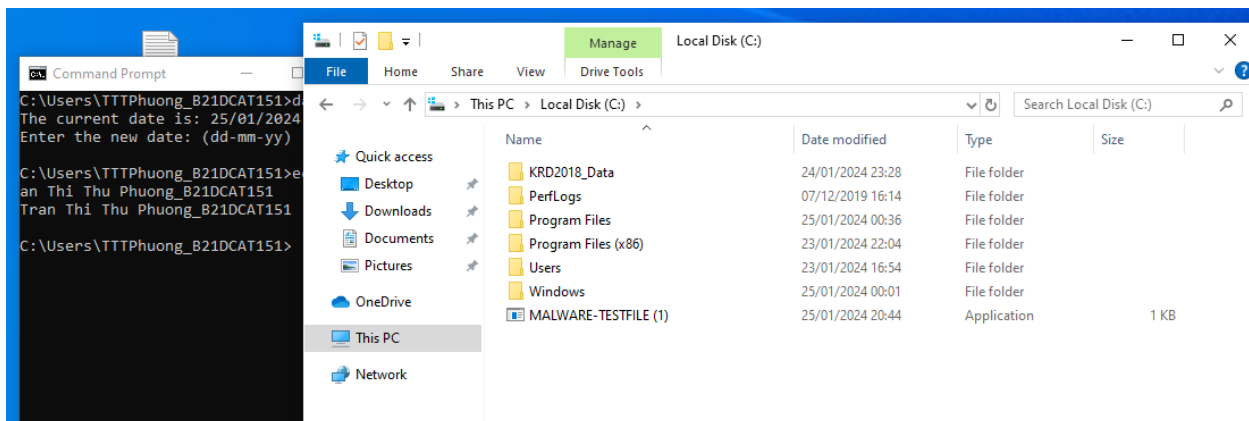 Command Prompt
C:\Users\TTTPhuong_B21DCAT151>d
The current date is: 25/01/2024
Enter the new date: (dd-mm-yy)
C:\Users\TTTPhuong_B21DCAT151>e
an Thi Thu Phuong_B21DCAT151
Tran Thi Thu Phuong_B21DCAT151
C:\Users\TTTPhuong_B21DCAT151>
Manage Local Disk (C:)
File Home Share View Drive Tools
This PC > Local Disk (C:) > Search Local Disk (C:)
Quick access
Desktop
Downloads
Documents
Pictures
OneDrive
This PC
Network
Name Date modified Type Size
KRD2018_Data 24/01/2024 23:28 File folder
PerfLogs 07/12/2019 16:14 File folder
Program Files 25/01/2024 00:36 File folder
Program Files (x86) 23/01/2024 22:04 File folder
Users 23/01/2024 16:54 File folder
Windows 25/01/2024 00:01 File folder
MALWARE-TESTFILE (1) 25/01/2024 20:44 Application 1 KB